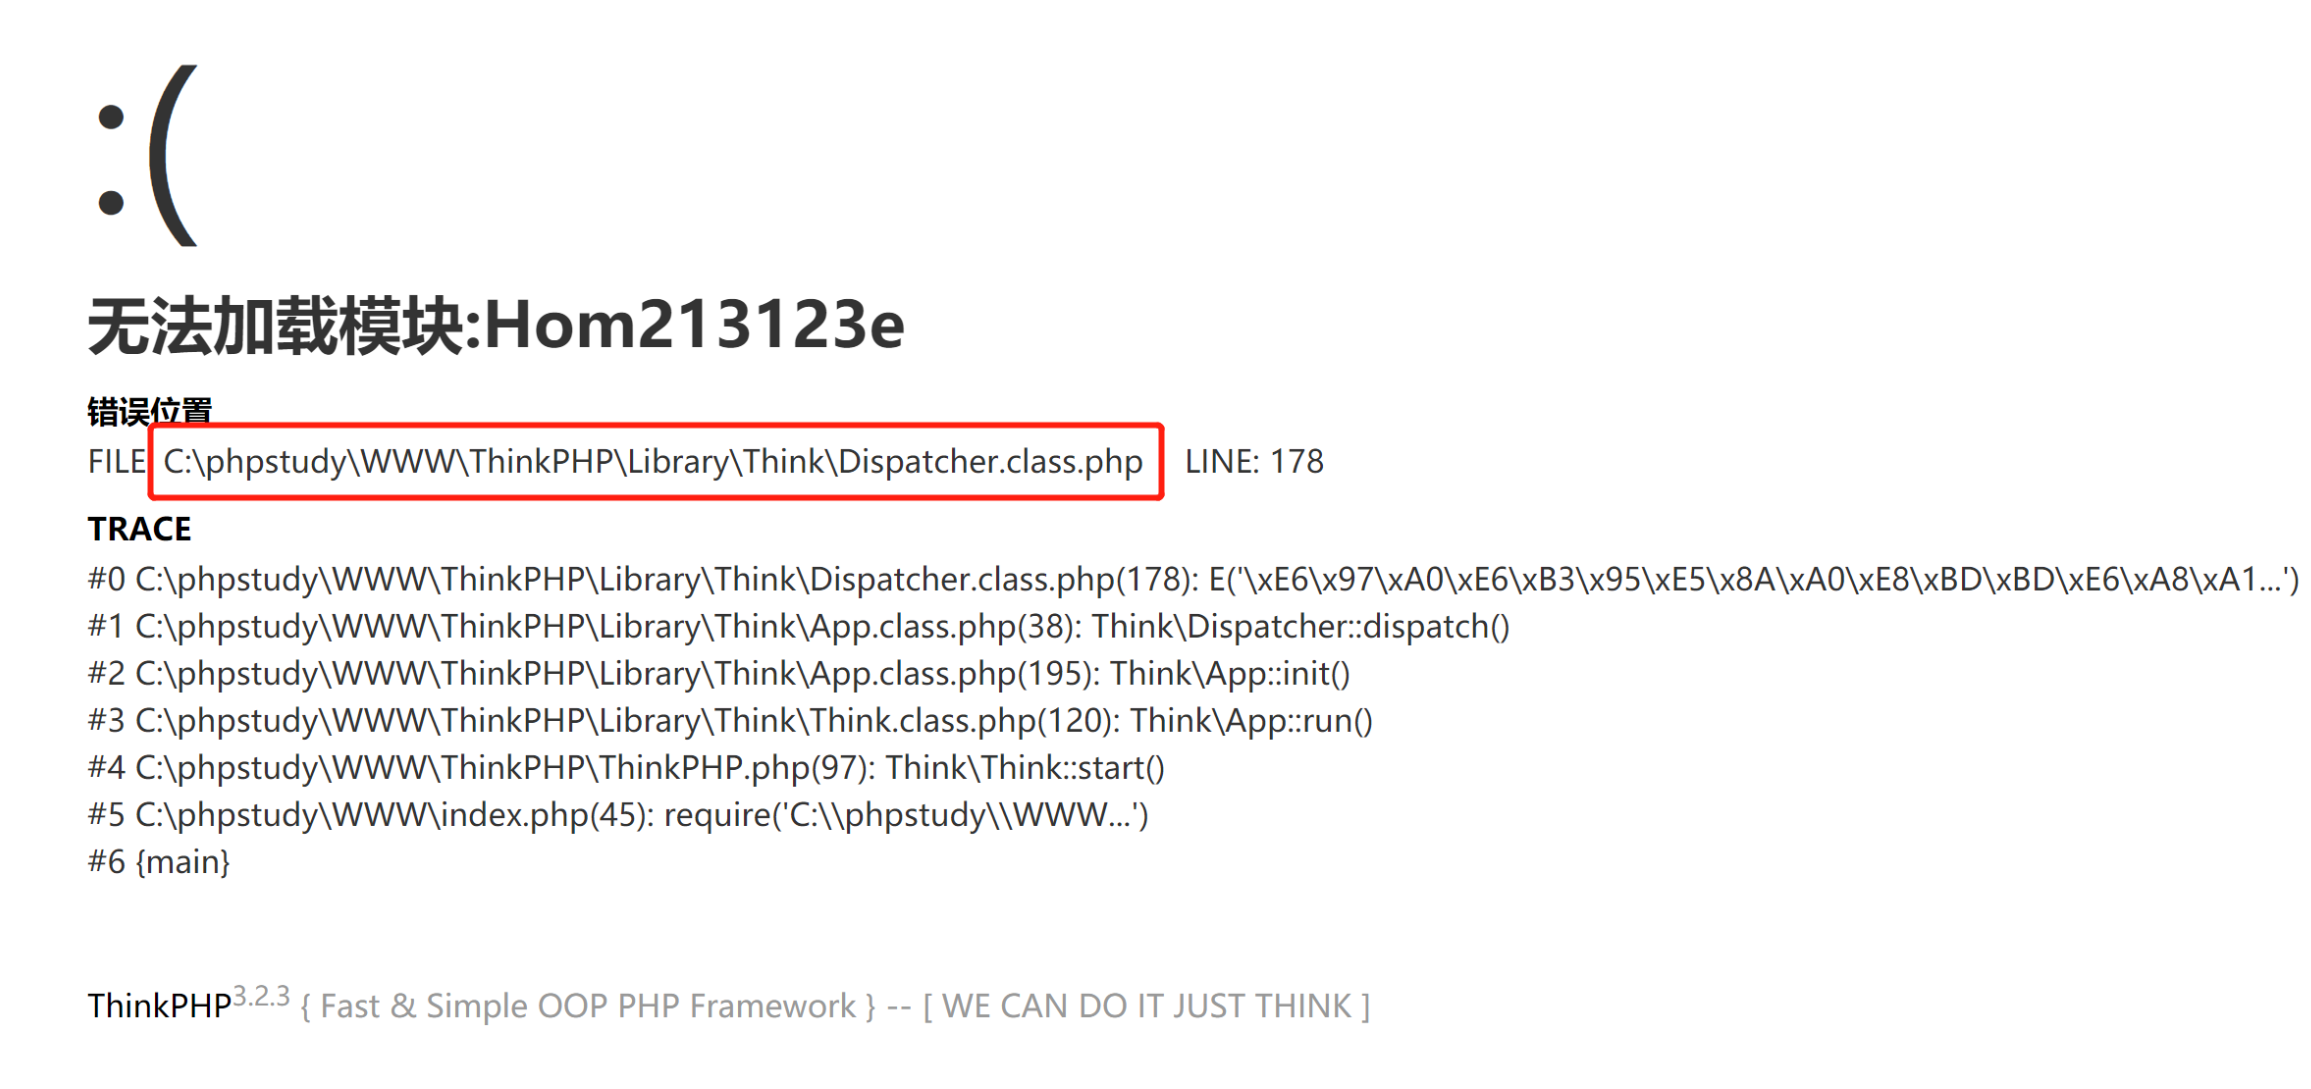 :(
无法加载模块:Hom213123e
错误位置
FILE C:\phpstudy\WWW\ThinkPHP\Library\Think\Dispatcher.class.php LINE: 178
TRACE
#0 C:\phpstudy\WWW\ThinkPHP\Library\Think\Dispatcher.class.php(178): E('\xE6\x97\xA0\xE6\xB3\x95\xE5\x8A\xA0\xE8\xBD\xBD\xE6\xA8\xA1...')
#1 C:\phpstudy\WWW\ThinkPHP\Library\Think\App.class.php(38): Think\Dispatcher::dispatch()
#2 C:\phpstudy\WWW\ThinkPHP\Library\Think\App.class.php(195): Think\App::init()
#3 C:\phpstudy\WWW\ThinkPHP\Library\Think\Think.class.php(120): Think\App::run()
#4 C:\phpstudy\WWW\ThinkPHP\ThinkPHP.php(97): Think\Think::start()
#5 C:\phpstudy\WWW\index.php(45): require('C:\\phpstudy\\WWW...')
#6 {main}
ThinkPHP3.2.3 { Fast & Simple OOP PHP Framework } -- [ WE CAN DO IT JUST THINK ]